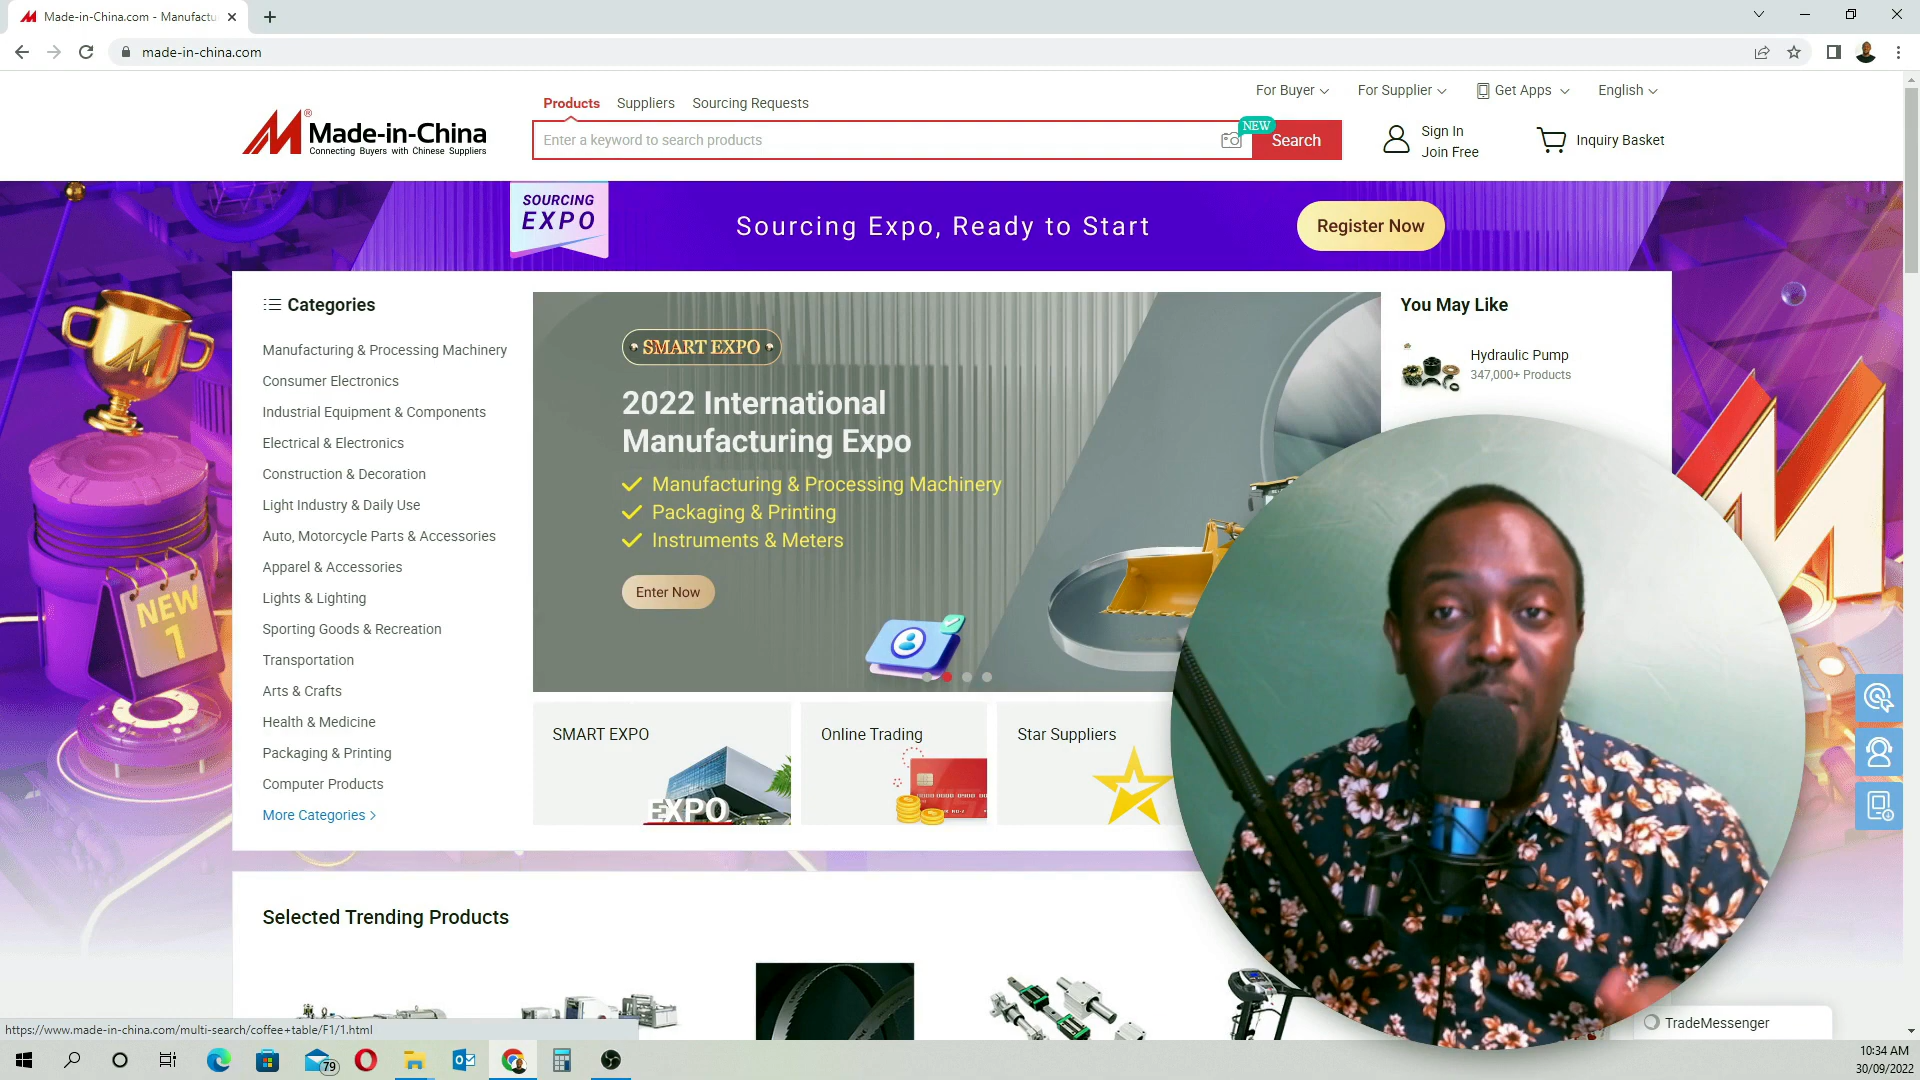 Made-in-China.com - Manufactu
made-in-china.com
For Buyer
For Supplier
Get Apps
English
Products
Suppliers
Sourcing Requests
Made-in-China
Connecting Buyers with Chinese Suppliers
Enter a keyword to search products
NEW
Search
Sign In
Join Free
Inquiry Basket
SOURCING
EXPO
Sourcing Expo, Ready to Start
Register Now
Categories
Manufacturing & Processing Machinery
Consumer Electronics
Industrial Equipment & Components
Electrical & Electronics
Construction & Decoration
Light Industry & Daily Use
Auto, Motorcycle Parts & Accessories
Apparel & Accessories
Lights & Lighting
Sporting Goods & Recreation
Transportation
Arts & Crafts
Health & Medicine
Packaging & Printing
Computer Products
More Categories >
SMART EXPO
2022 International
Manufacturing Expo
Manufacturing & Processing Machinery
Packaging & Printing
Instruments & Meters
Enter Now
You May Like
Hydraulic Pump
347,000+ Products
NEW
1
SMART EXPO
EXPO
Online Trading
Star Suppliers
Selected Trending Products
TradeMessenger
https://www.made-in-china.com/multi-search/coffee+table/F1/1.html
79
10:34 AM
30/09/2022